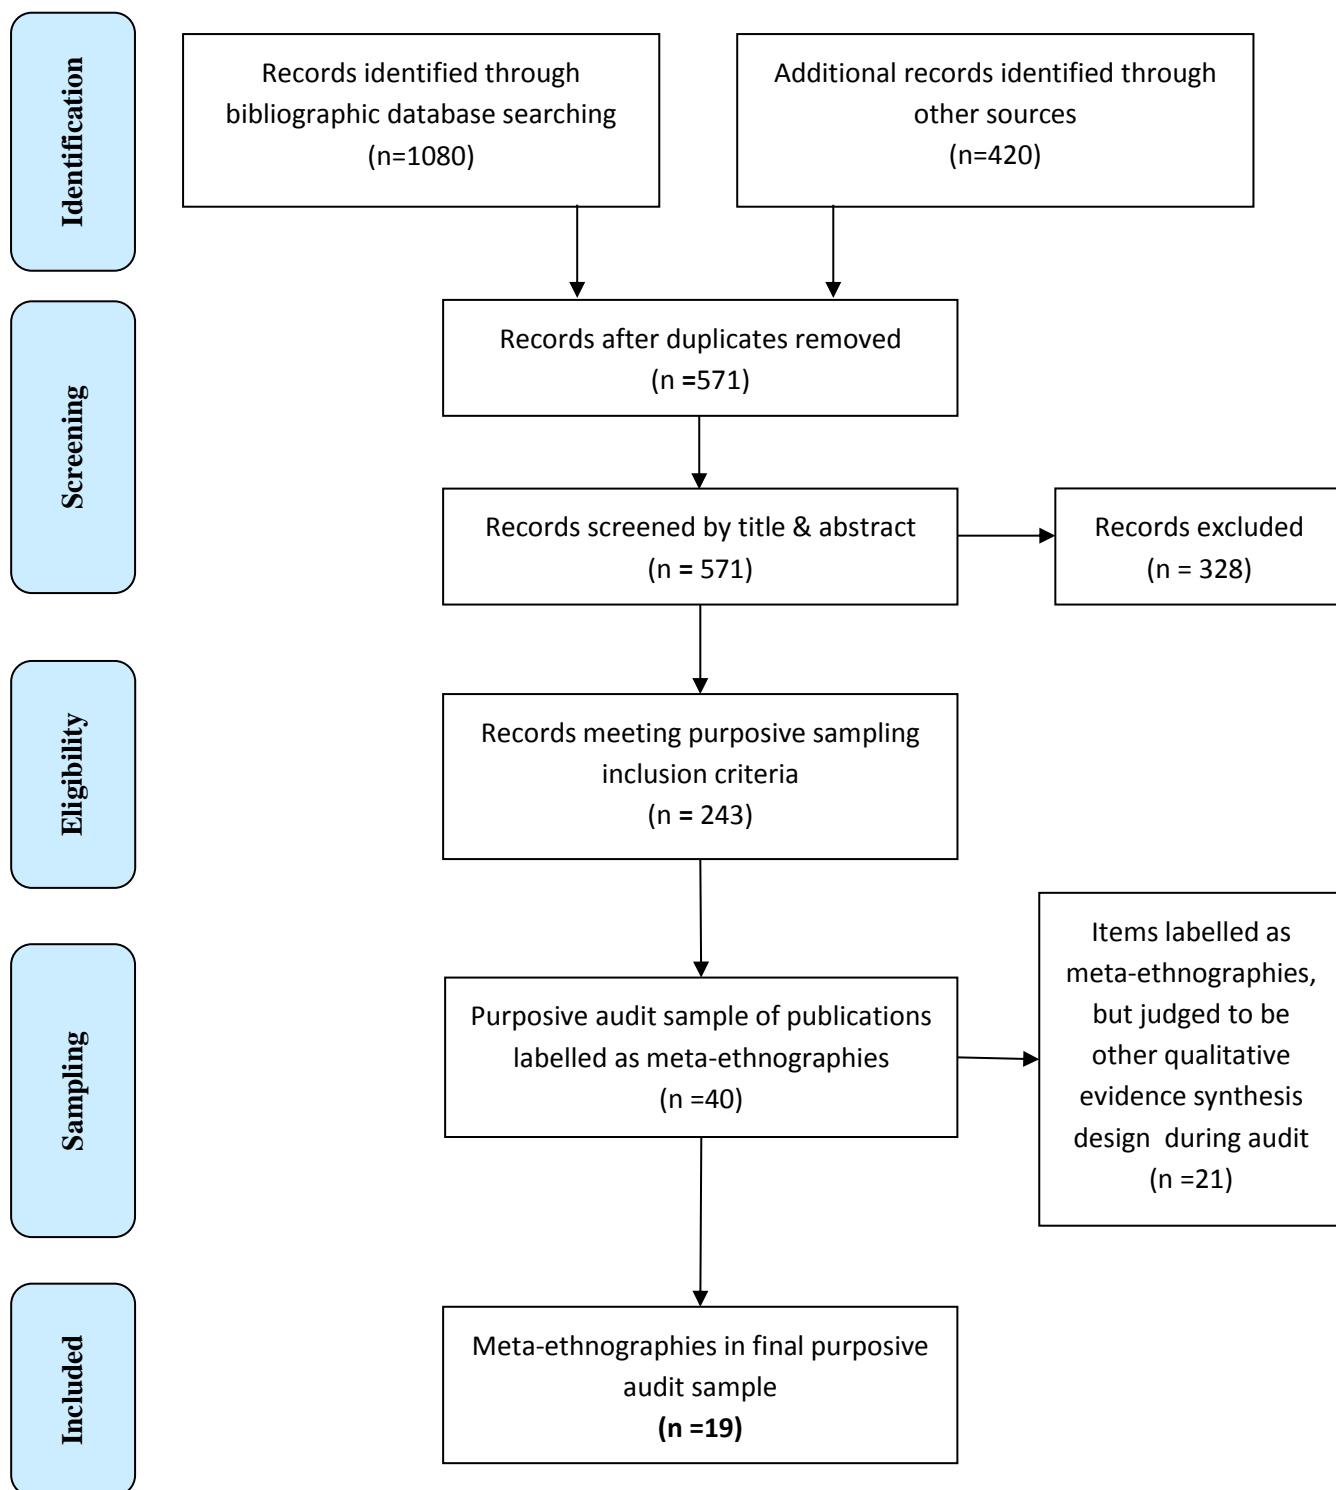 Identification
Records identified through
bibliographic database searching
(n=1080)
Additional records identified through
other sources
(n=420)
Screening
Records after duplicates removed
(n =571)
Records screened by title & abstract
(n = 571)
Records excluded
(n = 328)
Eligibility
Records meeting purposive sampling
inclusion criteria
(n = 243)
Sampling
Purposive audit sample of publications
labelled as meta-ethnographies
(n =40)
Items labelled as
meta-ethnographies,
but judged to be
other qualitative
evidence synthesis
design  during audit
(n =21)
Included
Meta-ethnographies in final purposive
audit sample
(n =19)